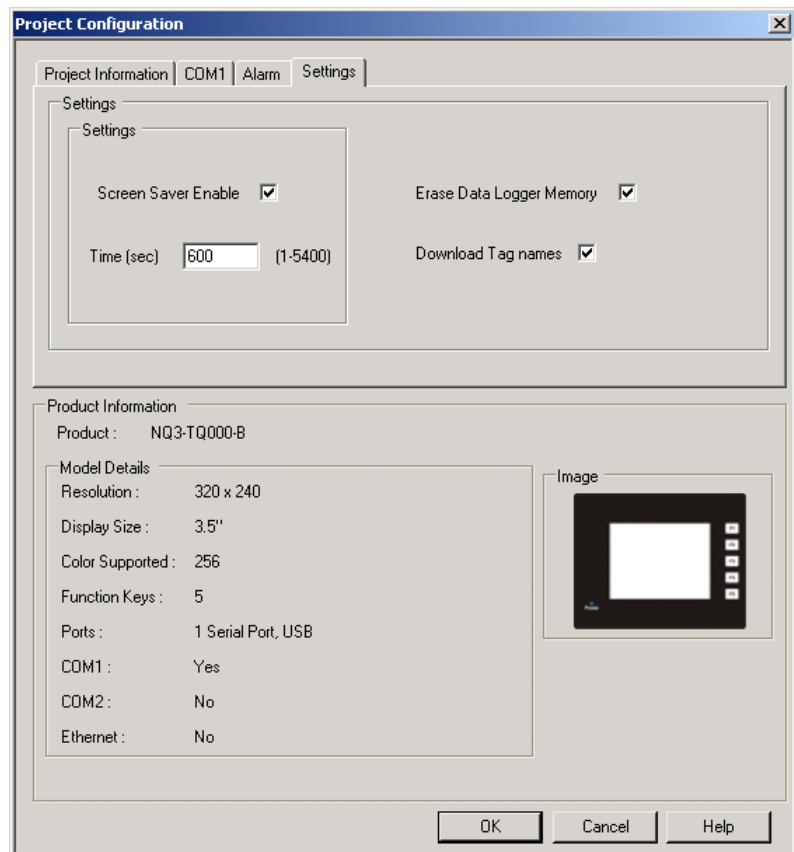 Project Configuration
Project Information COM1 Alarm Settings
Settings
Settings
Screen Saver Enable
Time (sec) 600 (1-5400)
Erase Data Logger Memory
Download Tag names
Product Information
Product : NQ3-TQ000-B
Model Details
Resolution : 320 x 240
Display Size : 3.5''
Color Supported : 256
Function Keys : 5
Ports : 1 Serial Port, USB
COM1 : Yes
COM2 : No
Ethernet : No
Image
OK Cancel Help